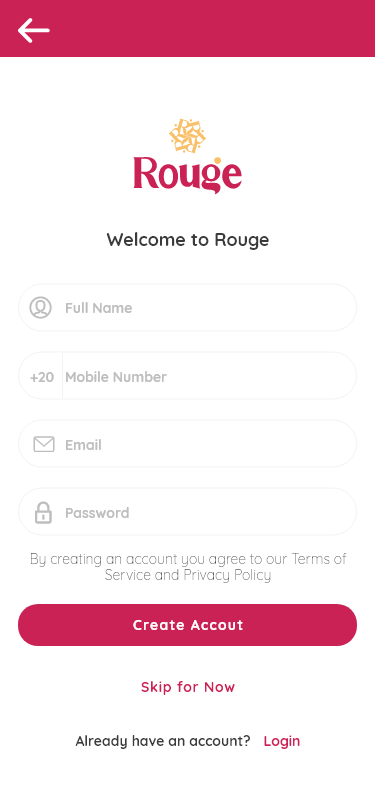 Rouge
Welcome to Rouge
Full Name
+20 Mobile Number
Email
Password
By creating an account you agree to our Terms of
Service and Privacy Policy
Create Accout
Skip for Now
Already have an account? Login